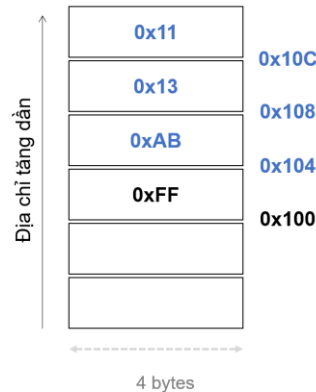 0x11
0x10C
0x13
0x108
0xAB
0x104
0xFF
0x100
Địa chỉ tăng dần
4 bytes